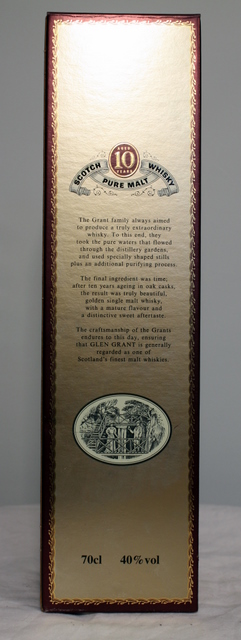 AGED
10
YEARS
SCOTCH WHISKY
PURE MALT
The Grant family always aimed
to produce a truly extraordinary
whisky. To this end, they
took the pure waters that flowed
through the distillery gardens,
and used specially shaped stills
plus an additional purifying process.
The final ingredient was time;
after ten years ageing in oak casks,
the result was truly beautiful,
golden single malt whisky,
with a mature flavour and
a distinctive sweet aftertaste.
The craftsmanship of the Grants
endures to this day, ensuring
that GLEN GRANT is generally
regarded as one of
Scotland's finest malt whiskies.
70cl 40%vol